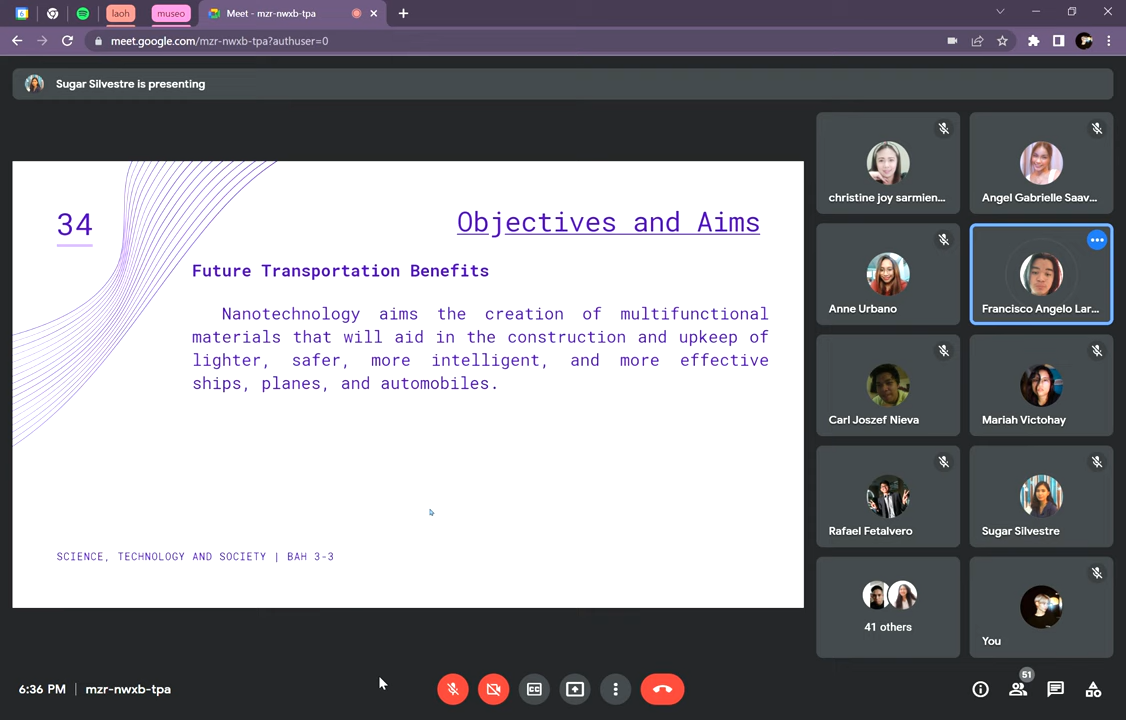 laoh
museo
Meet - mzr-nwxb-tpa
meet.google.com/mzr-nwxb-tpa?authuser=0
Sugar Silvestre is presenting
34
Objectives and Aims
Future Transportation Benefits
Nanotechnology aims the creation of multifunctional
materials that will aid in the construction and upkeep of
lighter, safer, more intelligent, and more effective
ships, planes, and automobiles.
SCIENCE, TECHNOLOGY AND SOCIETY | BAH 3-3
christine joy sarmien...
Angel Gabrielle Saav...
Anne Urbano
Francisco Angelo Lar...
Carl Joszef Nieva
Mariah Victohay
Rafael Fetalvero
Sugar Silvestre
41 others
You
6:36 PM | mzr-nwxb-tpa
51